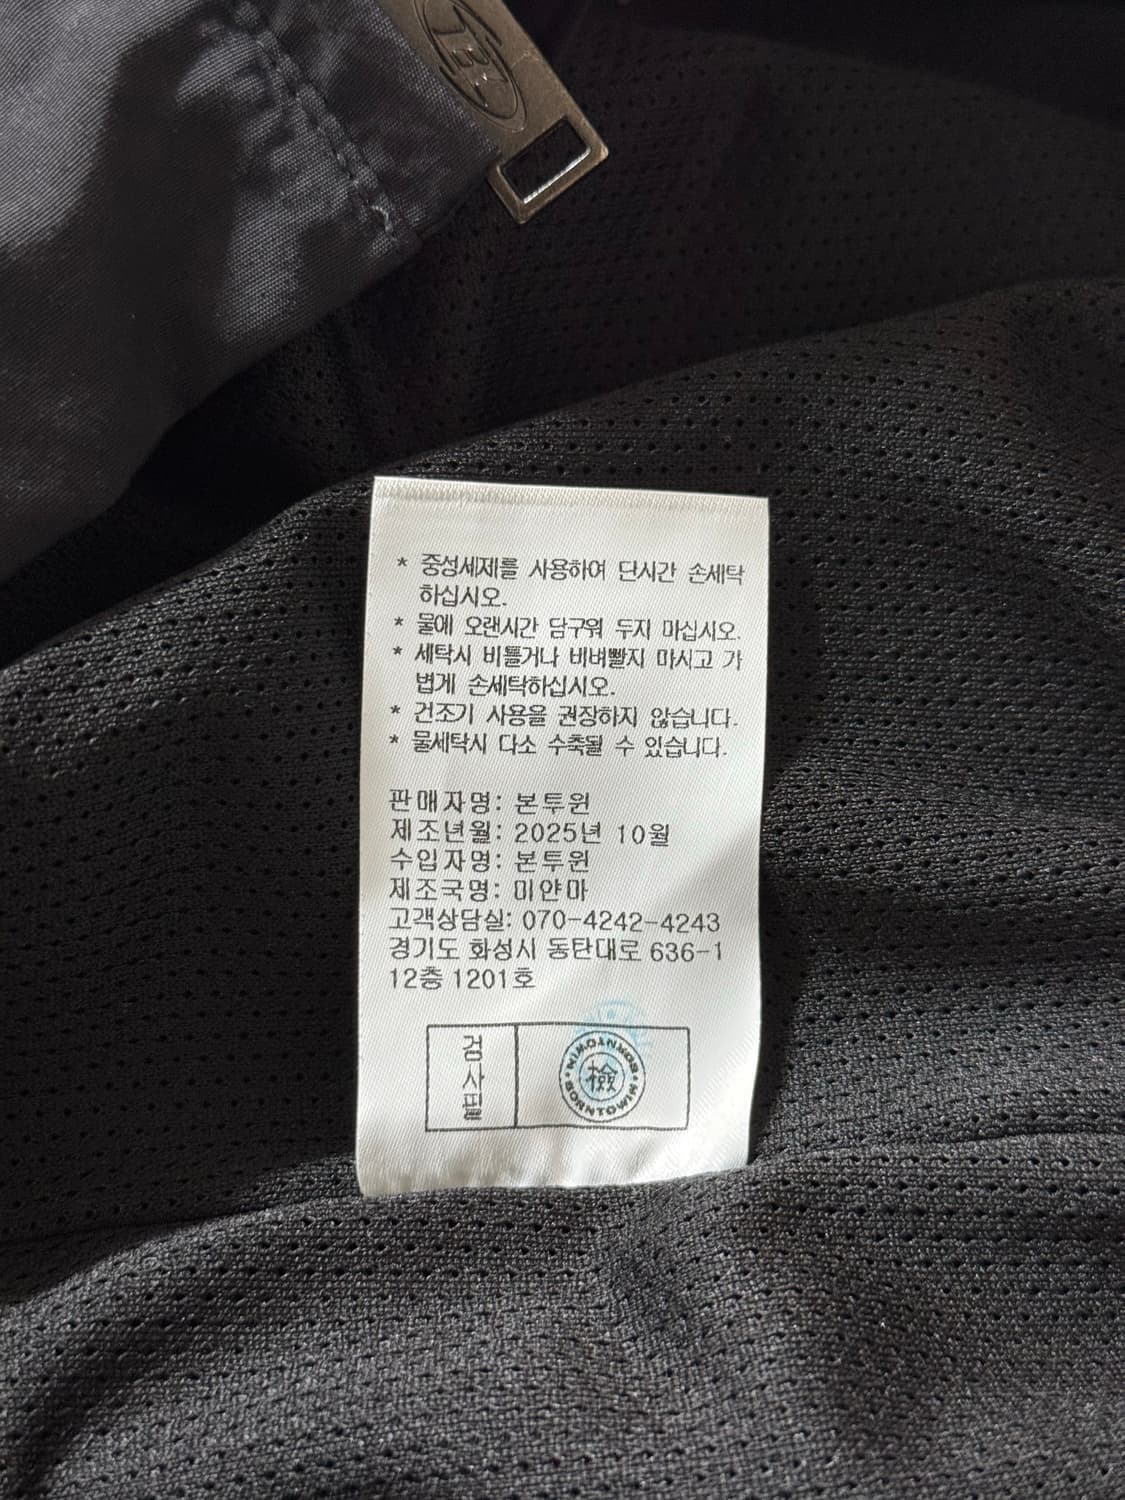 * 중성세제를 사용하여 단시간 손세탁
하십시오.
* 물에 오랜시간 담구워 두지 마십시오.
* 세탁시 비틀거나 비벼빨지 마시고 가
볍게 손세탁하십시오.
* 건조기 사용을 권장하지 않습니다.
* 물세탁시 다소 수축될 수 있습니다.
판매자명: 본투윈
제조년월: 2025년 10월
수입자명: 본투윈
제조국명: 미얀마
고객상담실: 070-4242-4243
경기도 화성시 동탄대로 636-1
12층 1201호
검사필
BORNTOWIN
檢
BORNTOWIN